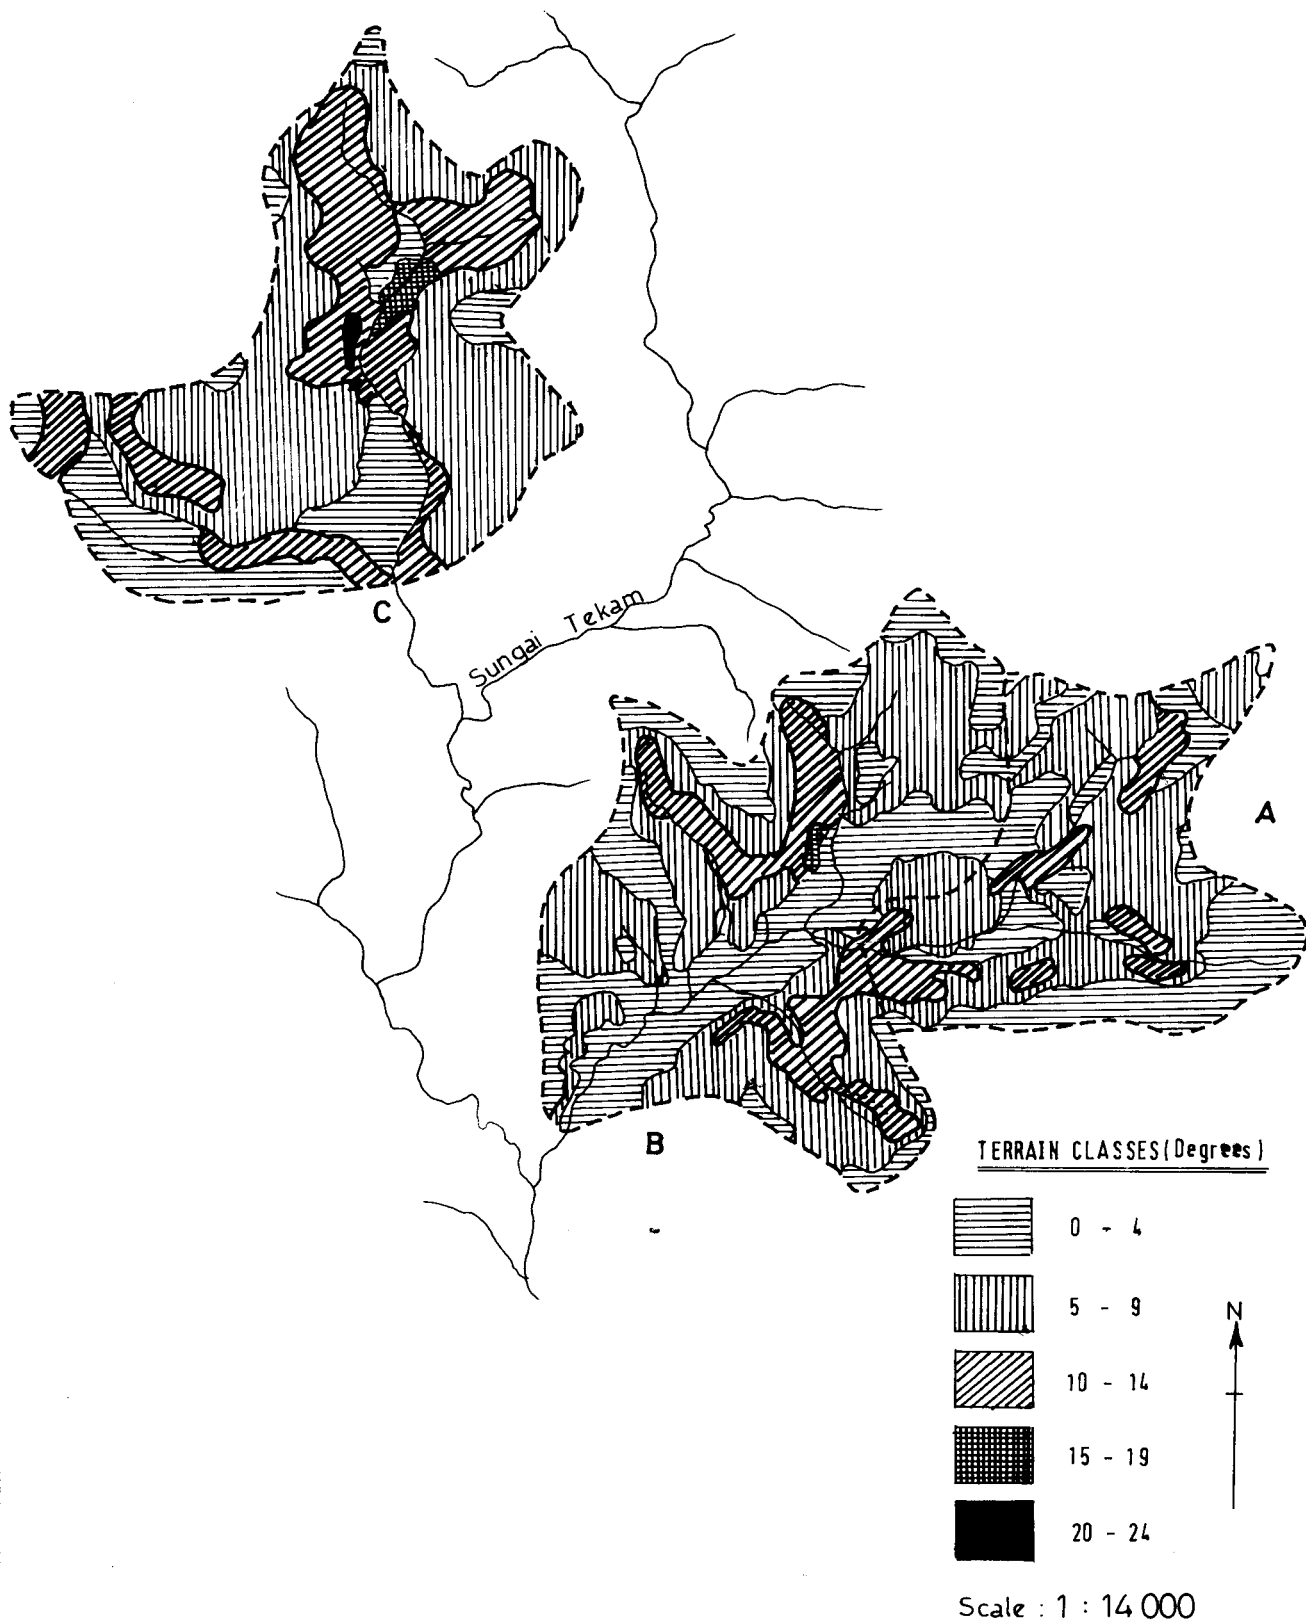 C
Sungai Tekam
A
B
TERRAIN CLASSES (Degrees)
0 - 4
5 - 9
10 - 14
15 - 19
20 - 24
N
Scale : 1 : 14 000